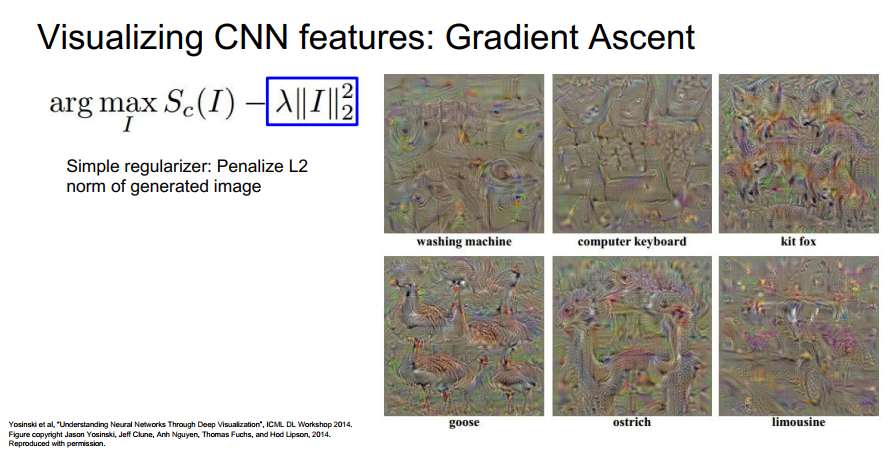 Visualizing CNN features: Gradient Ascent
arg max_I S_c(I) − λ‖I‖₂²
Simple regularizer: Penalize L2
norm of generated image
washing machine
computer keyboard
kit fox
goose
ostrich
limousine
Yosinski et al, "Understanding Neural Networks Through Deep Visualization", ICML DL Workshop 2014.
Figure copyright Jason Yosinski, Jeff Clune, Anh Nguyen, Thomas Fuchs, and Hod Lipson, 2014.
Reproduced with permission.